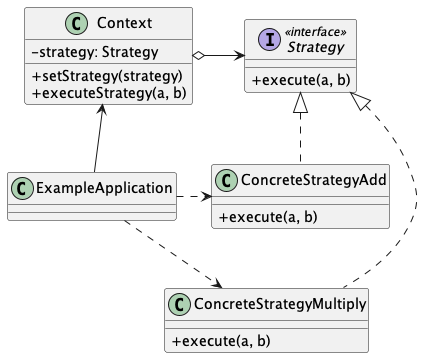 C Context
-strategy: Strategy
+setStrategy(strategy)
+executeStrategy(a, b)
I «interface»
Strategy
+execute(a, b)
C ExampleApplication
C ConcreteStrategyAdd
+execute(a, b)
C ConcreteStrategyMultiply
+execute(a, b)